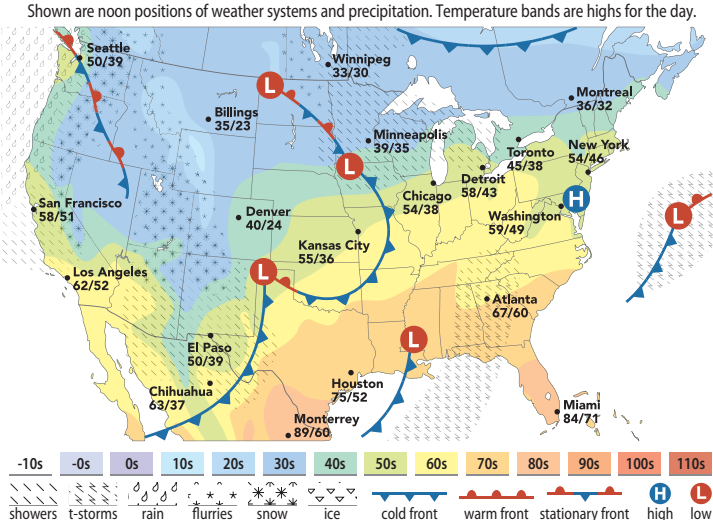 Shown are noon positions of weather systems and precipitation. Temperature bands are highs for the day.
Seattle
50/39
Winnipeg
33/30
L
Billings
35/23
Montreal
36/32
Minneapolis
39/35
L
Toronto
45/38
New York
54/46
Detroit
58/43
Chicago
54/38
H
Washington
59/49
L
San Francisco
58/51
Denver
40/24
Kansas City
55/36
Los Angeles
62/52
L
Atlanta
67/60
El Paso
50/39
L
Chihuahua
63/37
Houston
75/52
Monterrey
89/60
Miami
84/71
-10s -0s 0s 10s 20s 30s 40s 50s 60s 70s 80s 90s 100s 110s
H L
showers t-storms rain flurries snow ice cold front warm front stationary front high low